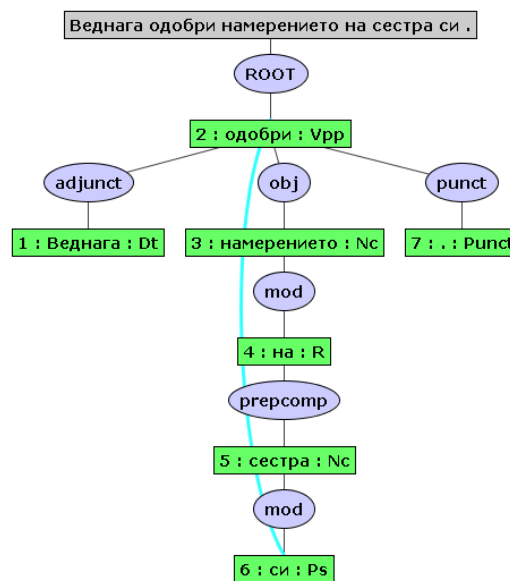 Веднага одобри намерението на сестра си .
ROOT
2 : одобри : Vpp
adjunct obj punct
1 : Веднага : Dt 3 : намерението : Nc 7 : . : Punct
mod
4 : на : R
prepcomp
5 : сестра : Nc
mod
6 : си : Ps